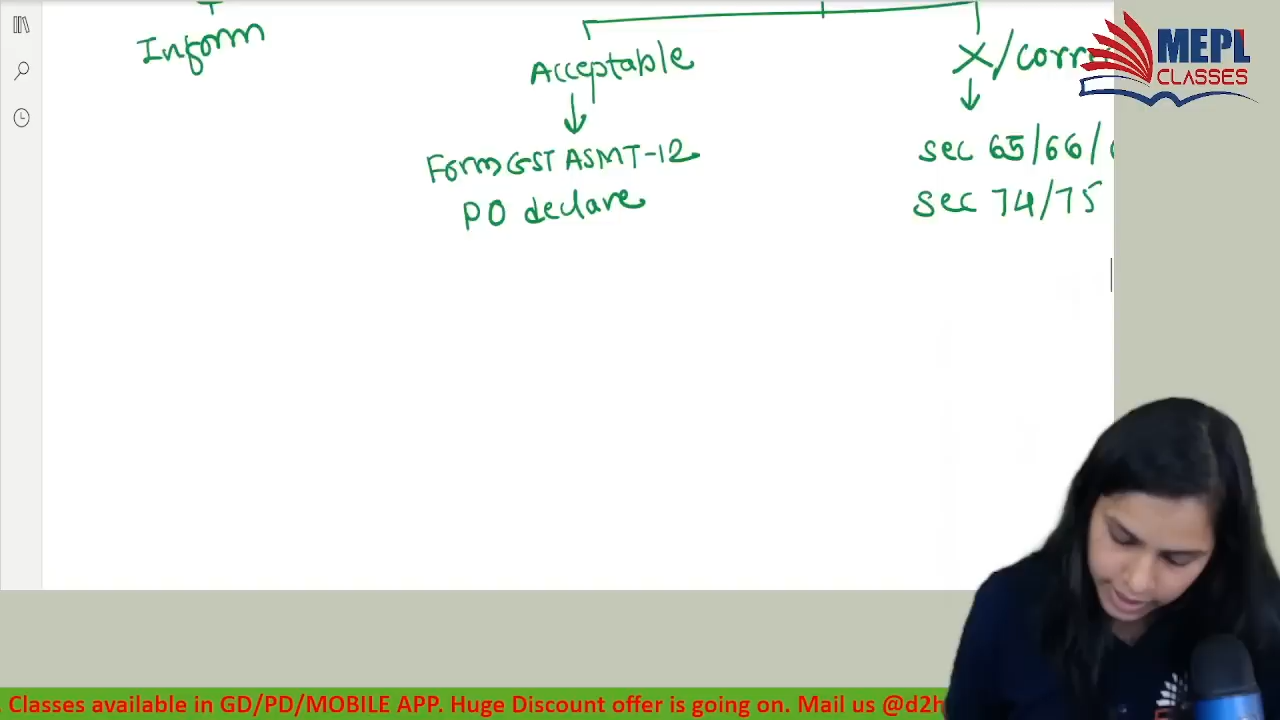 Inform
Acceptable
X/corr
Form GST ASMT-12
PO declare
sec 65/66/
sec 74/75
MEPL
CLASSES
Classes available in GD/PD/MOBILE APP. Huge Discount offer is going on. Mail us @d2h